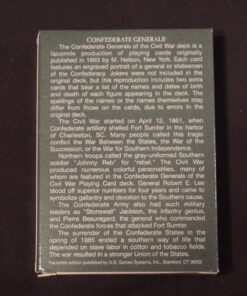 CONFEDERATE GENERALS
The Confederate Generals of the Civil War deck is a
facsimile production of playing cards originally
published in 1863 by M. Nelson, New York. Each card
features an engraved portrait of a general or statesman
of the Confederacy. Jokers were not included in the
original deck, but this reproduction includes two extra
cards that bear a list of the names and dates of birth
and death of each figure appearing in the deck. The
spellings of the names or the names themselves may
differ from those on the cards, due to errors in the
original deck.
The Civil War started on April 12, 1861, when
Confederate artillery shelled Fort Sumter in the harbor
of Charleston, SC. Many people called this tragic
conflict the War Between the States, the War of the
Succession, or the War for Southern Independence.
Northern troops called the gray-uniformed Southern
soldier "Johnny Reb" for "rebel." The Civil War
produced numerous colorful personalities, many of
whom are featured in the Confederate Generals of the
Civil War Playing Card deck. General Robert E. Lee
stood off superior numbers for four years and came to
symbolize gallantry and devotion to the Southern cause.
The Confederate Army also had such military
leaders as "Stonewall" Jackson, the infantry genius,
and Pierre Beauregard, the general who commanded
the Confederate forces that attacked Fort Sumter.
The surrender of the Confederate States in the
spring of 1865 ended a southern way of life that
depended on slave labor in cotton and tobacco fields.
The war resulted in a stronger Union of the States.
Facsimile edition published by U.S. Games Systems, Inc., Stamford, CT 06902